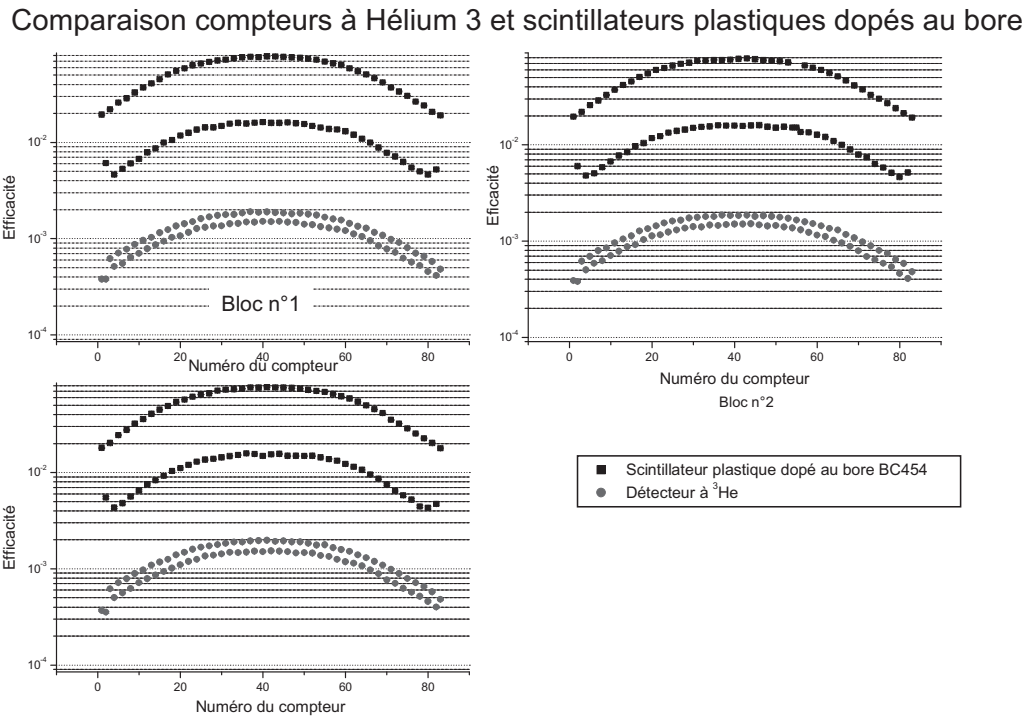 Comparaison compteurs à Hélium 3 et scintillateurs plastiques dopés au bore
Efficacité
10⁻²
10⁻³
10⁻⁴
Bloc n°1
0 20 40 60 80
Numéro du compteur
Eficacité
10⁻²
10⁻³
10⁻⁴
0 20 40 60 80
Numéro du compteur
Bloc n°2
Efficacité
10⁻²
10⁻³
10⁻⁴
0 20 40 60 80
Numéro du compteur
Scintillateur plastique dopé au bore BC454
Détecteur à ³He